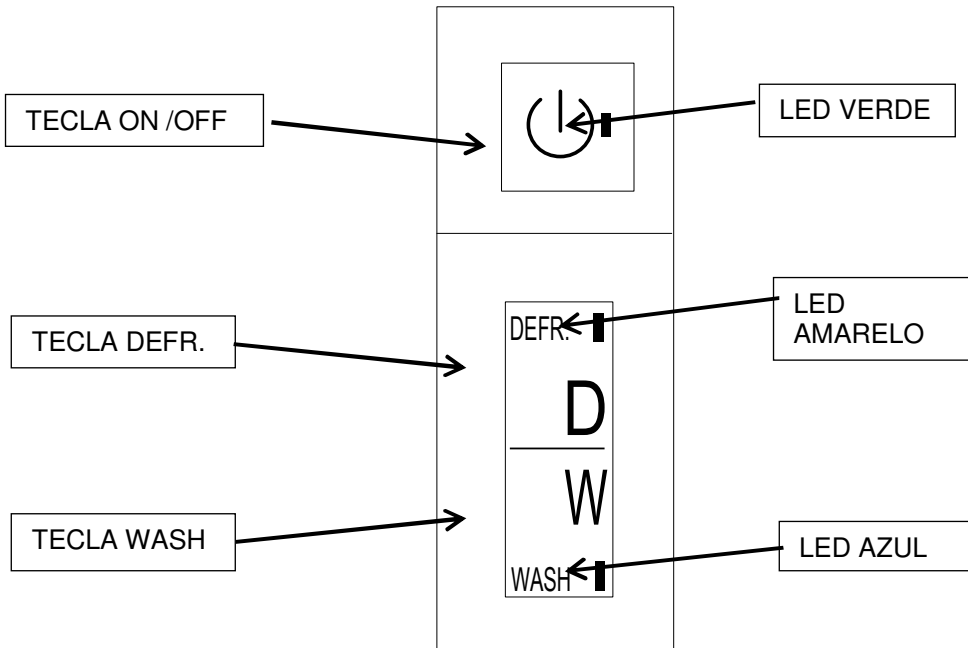 TECLA ON /OFF
LED VERDE
TECLA DEFR.
DEFR.
LED
AMARELO
D
W
TECLA WASH
WASH
LED AZUL